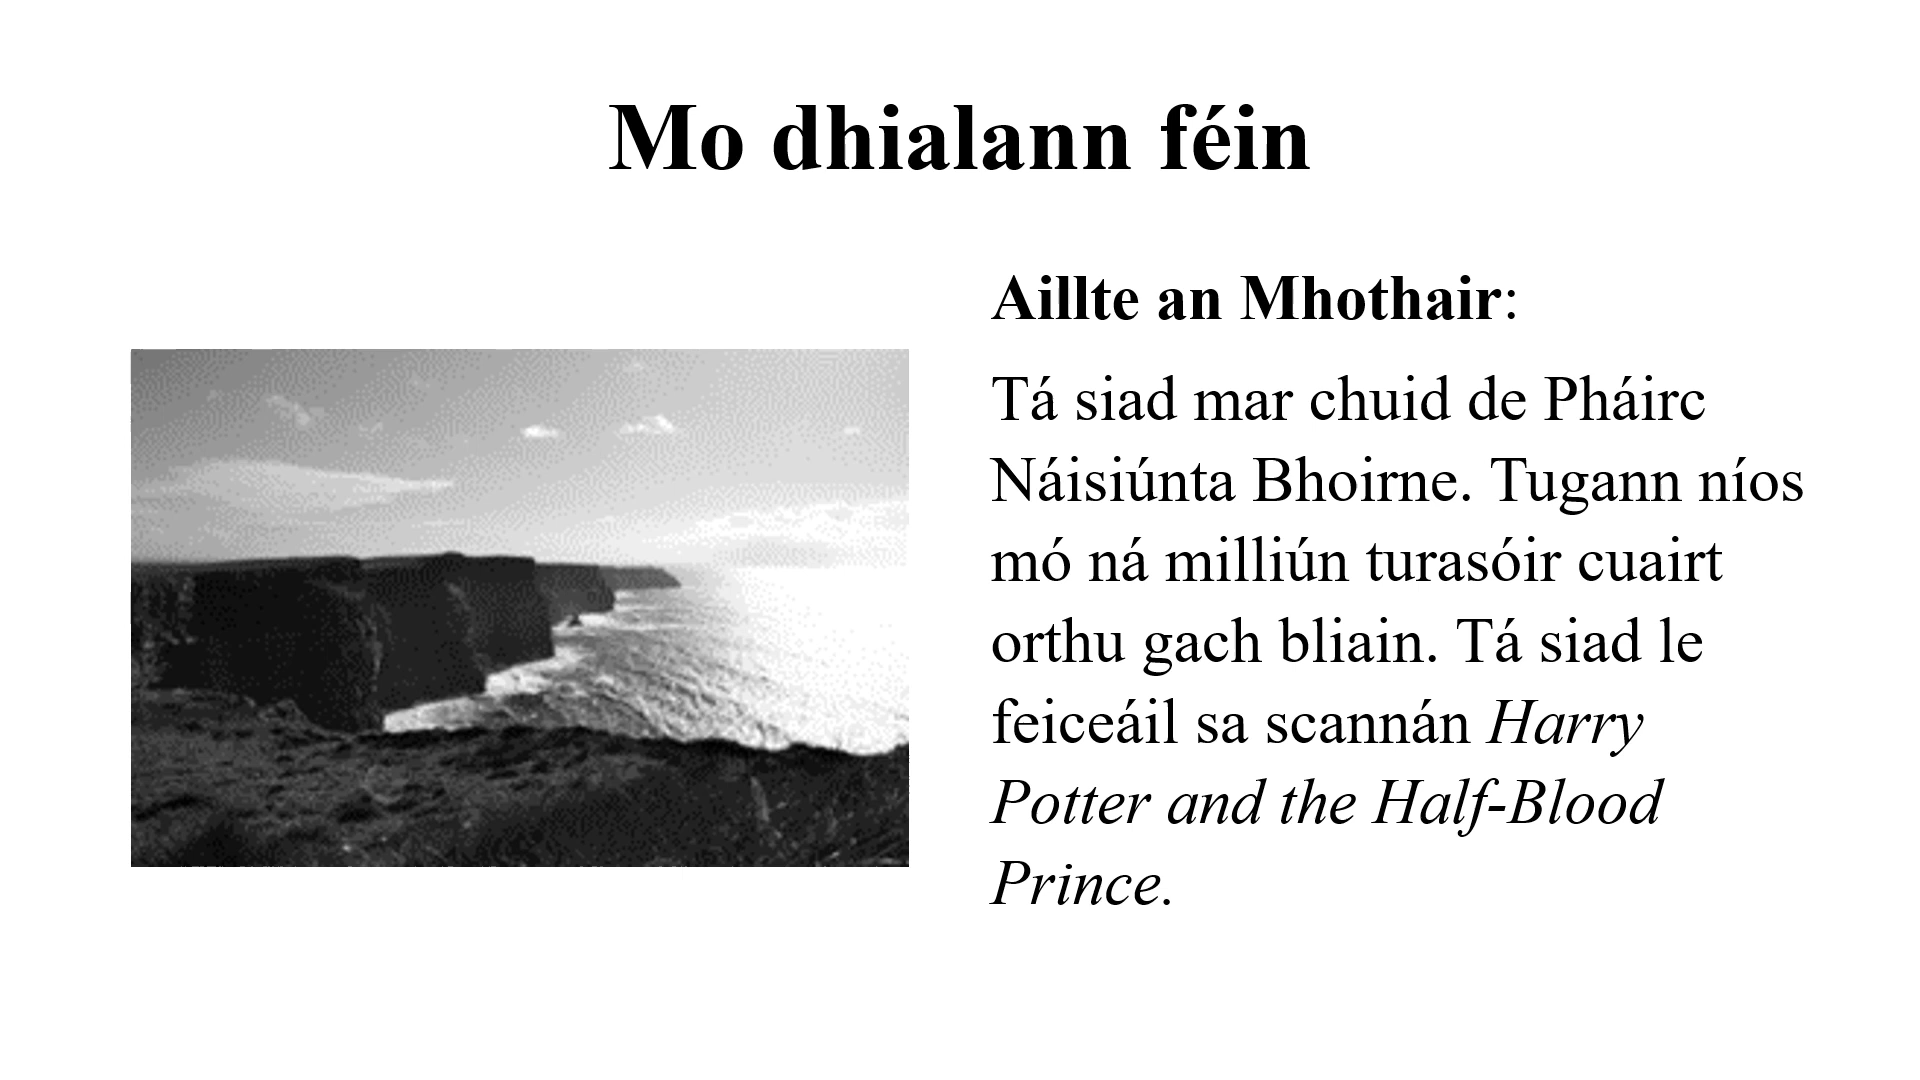 Mo dhialann féin
Aillte an Mhothair:
Tá siad mar chuid de Pháirc
Náisiúnta Bhoirne. Tugann níos
mó ná milliún turasóir cuairt
orthu gach bliain. Tá siad le
feiceáil sa scannán Harry
Potter and the Half-Blood
Prince.